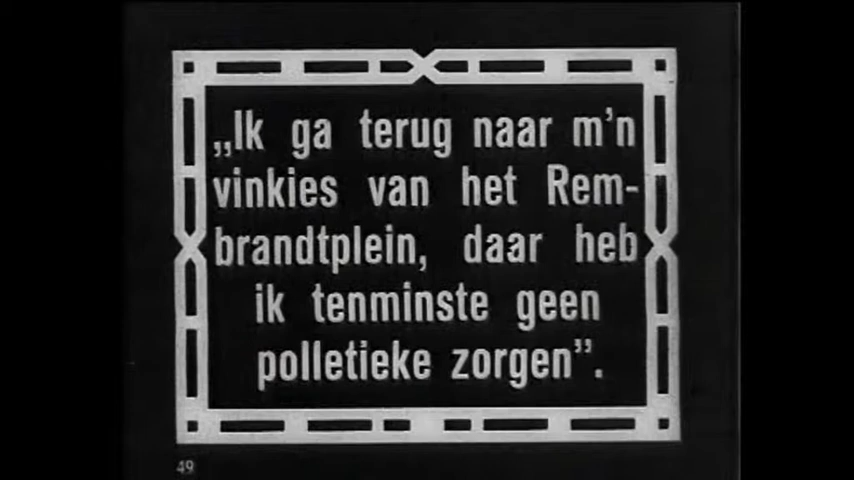 „Ik ga terug naar m’n
vinkies van het Rem-
brandtplein, daar heb
ik tenminste geen
polletieke zorgen”.
49